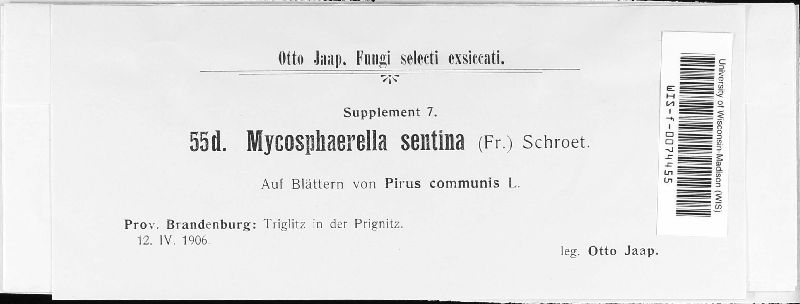 Otto Jaap. Fungi selecti exsiccati.
Supplement 7.
55d. Mycosphaerella sentina (Fr.) Schroet.
Auf Blättern von Pirus communis L.
Prov. Brandenburg: Triglitz in der Prignitz.
12. IV. 1906.
leg. Otto Jaap.
University of Wisconsin-Madison (WIS)
WIS-f-0074455